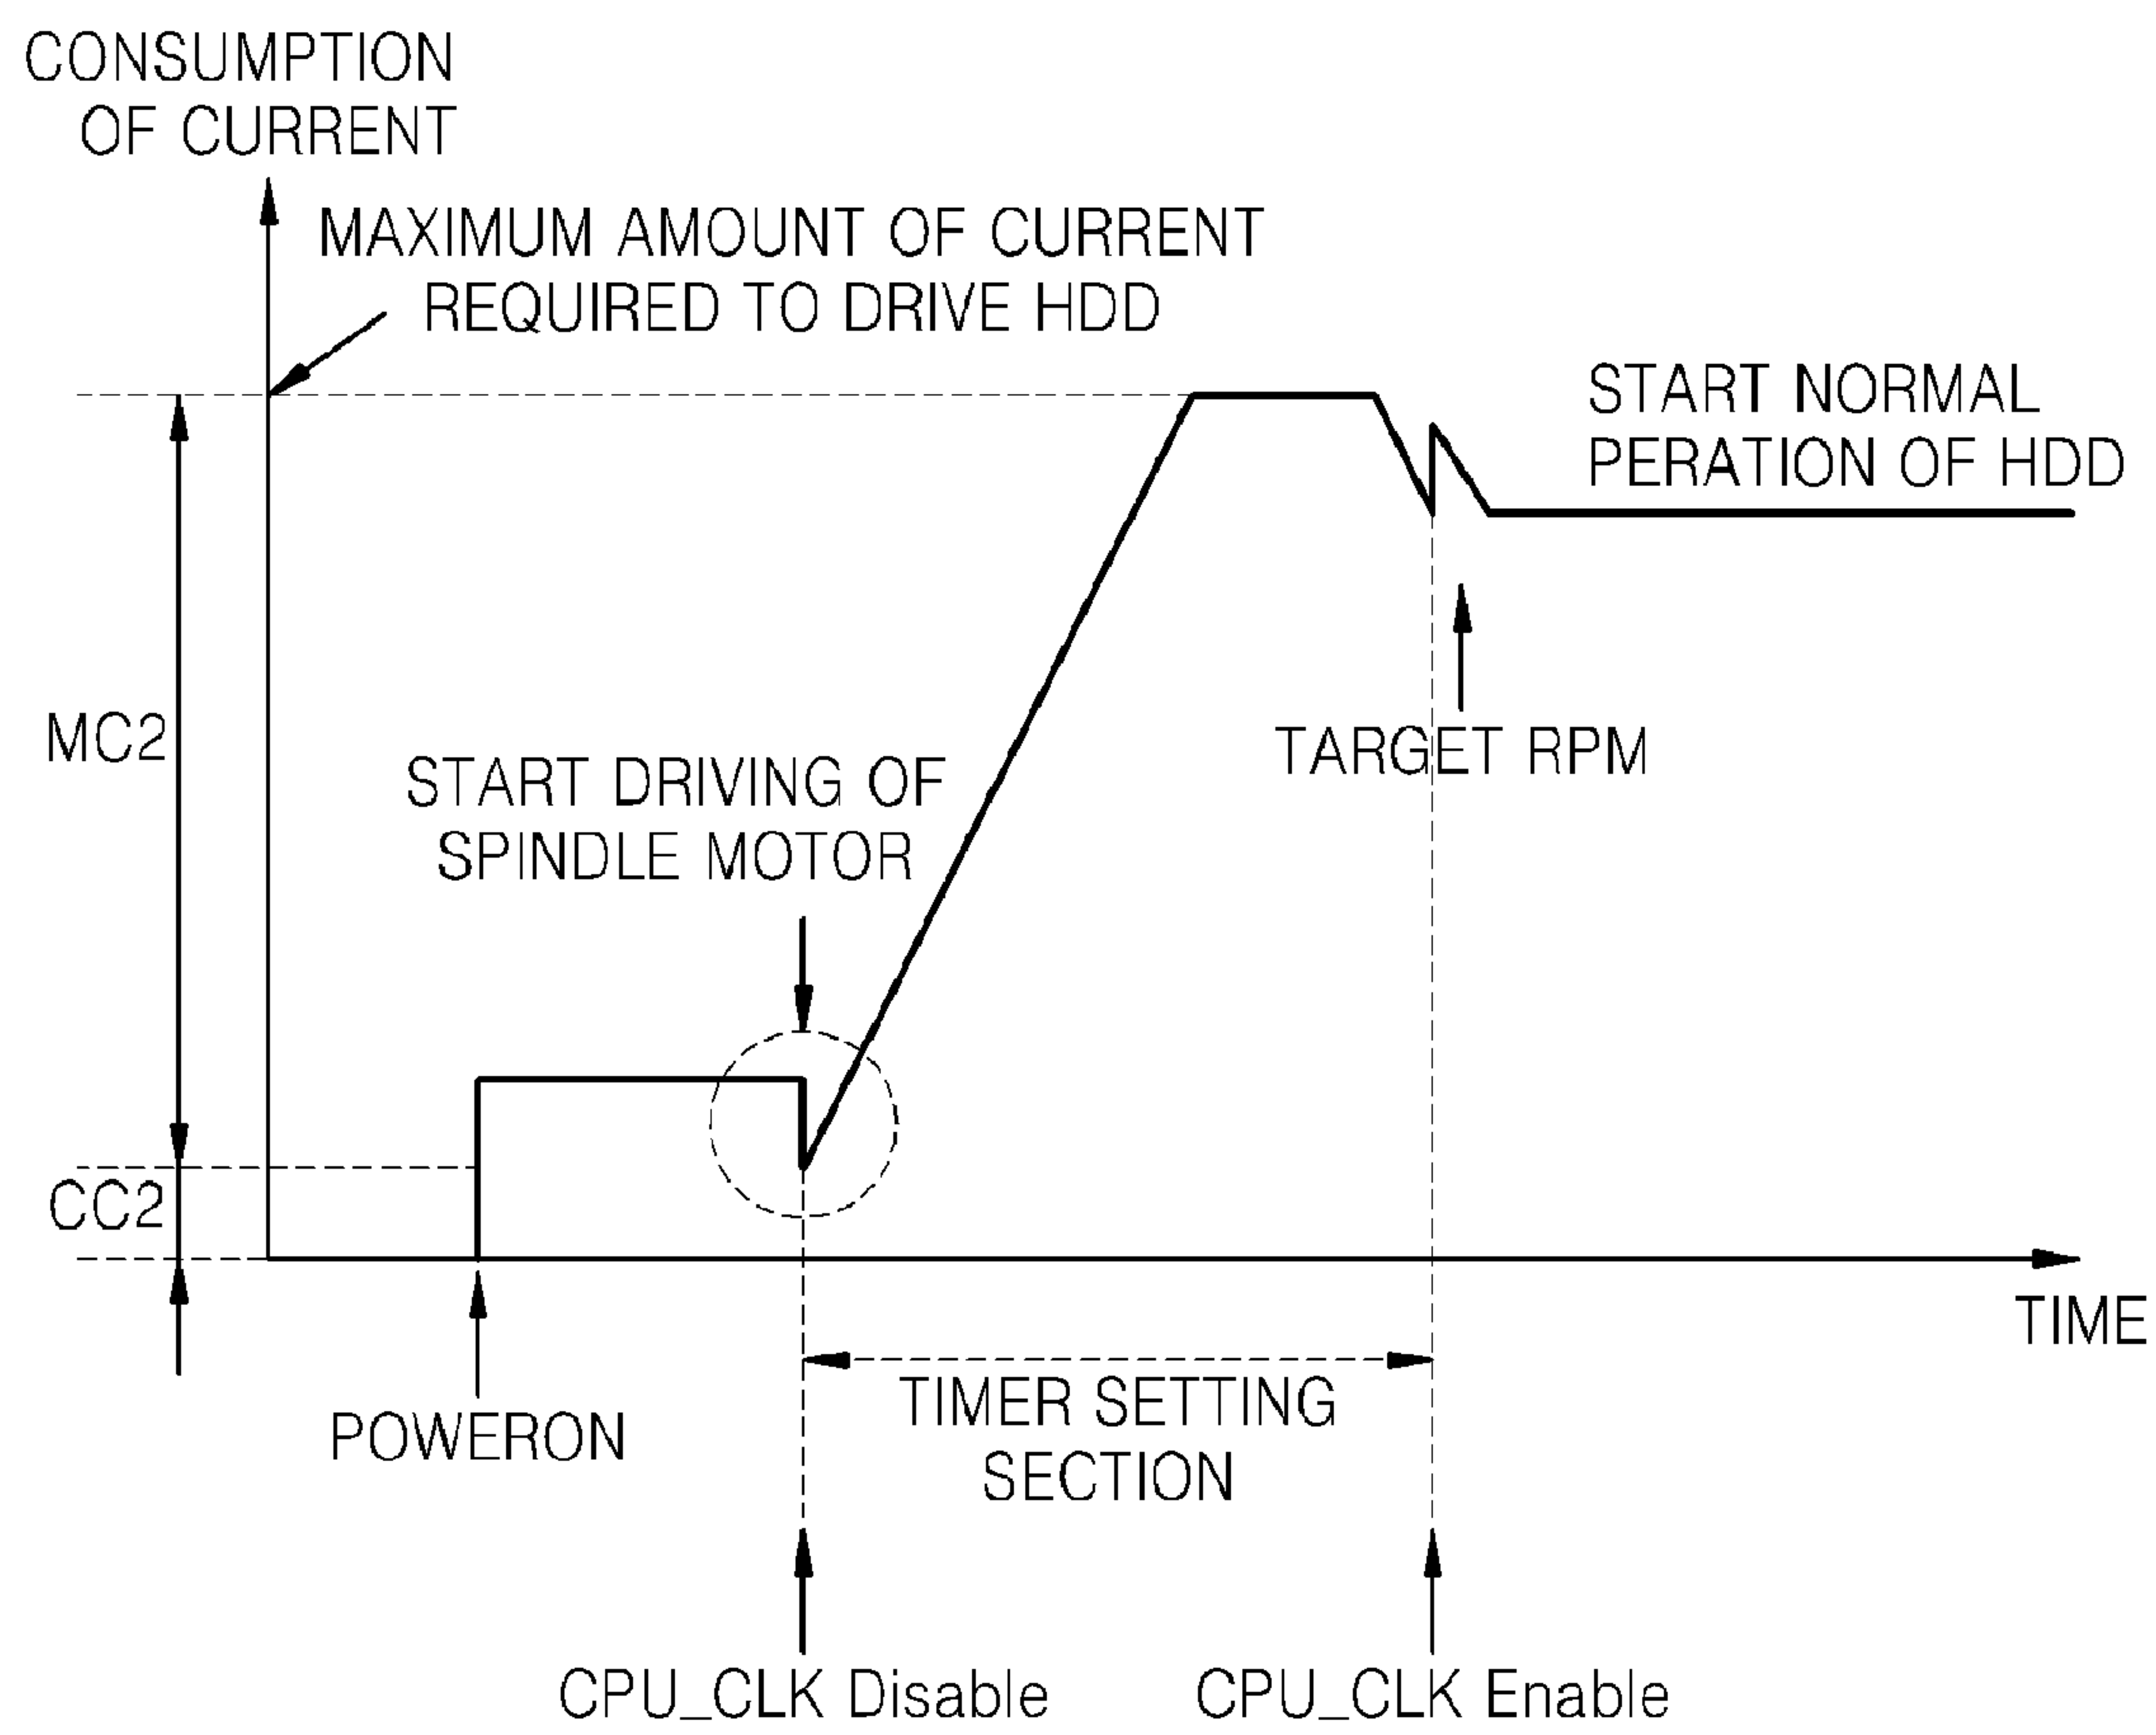 CONSUMPTION
OF CURRENT
MAXIMUM AMOUNT OF CURRENT
REQUIRED TO DRIVE HDD
START NORMAL
PERATION OF HDD
MC2
TARGET RPM
START DRIVING OF
SPINDLE MOTOR
CC2
TIME
POWERON
TIMER SETTING
SECTION
CPU_CLK Disable
CPU_CLK Enable